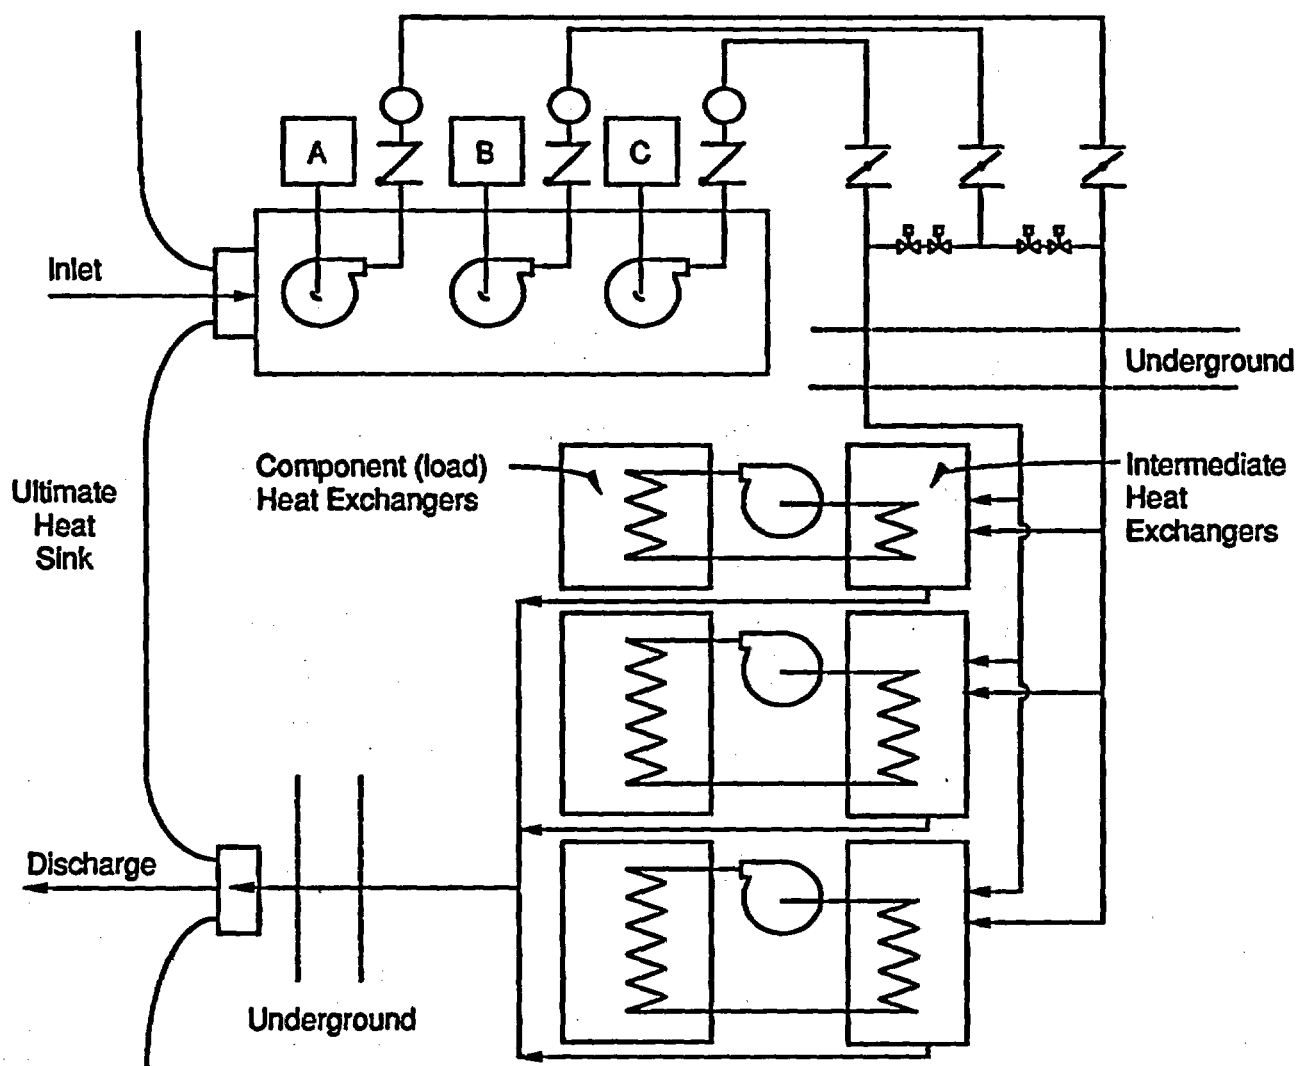 A
B
C
Inlet
Underground
Component (load)
Heat Exchangers
Intermediate
Heat
Exchangers
Ultimate
Heat
Sink
Discharge
Underground